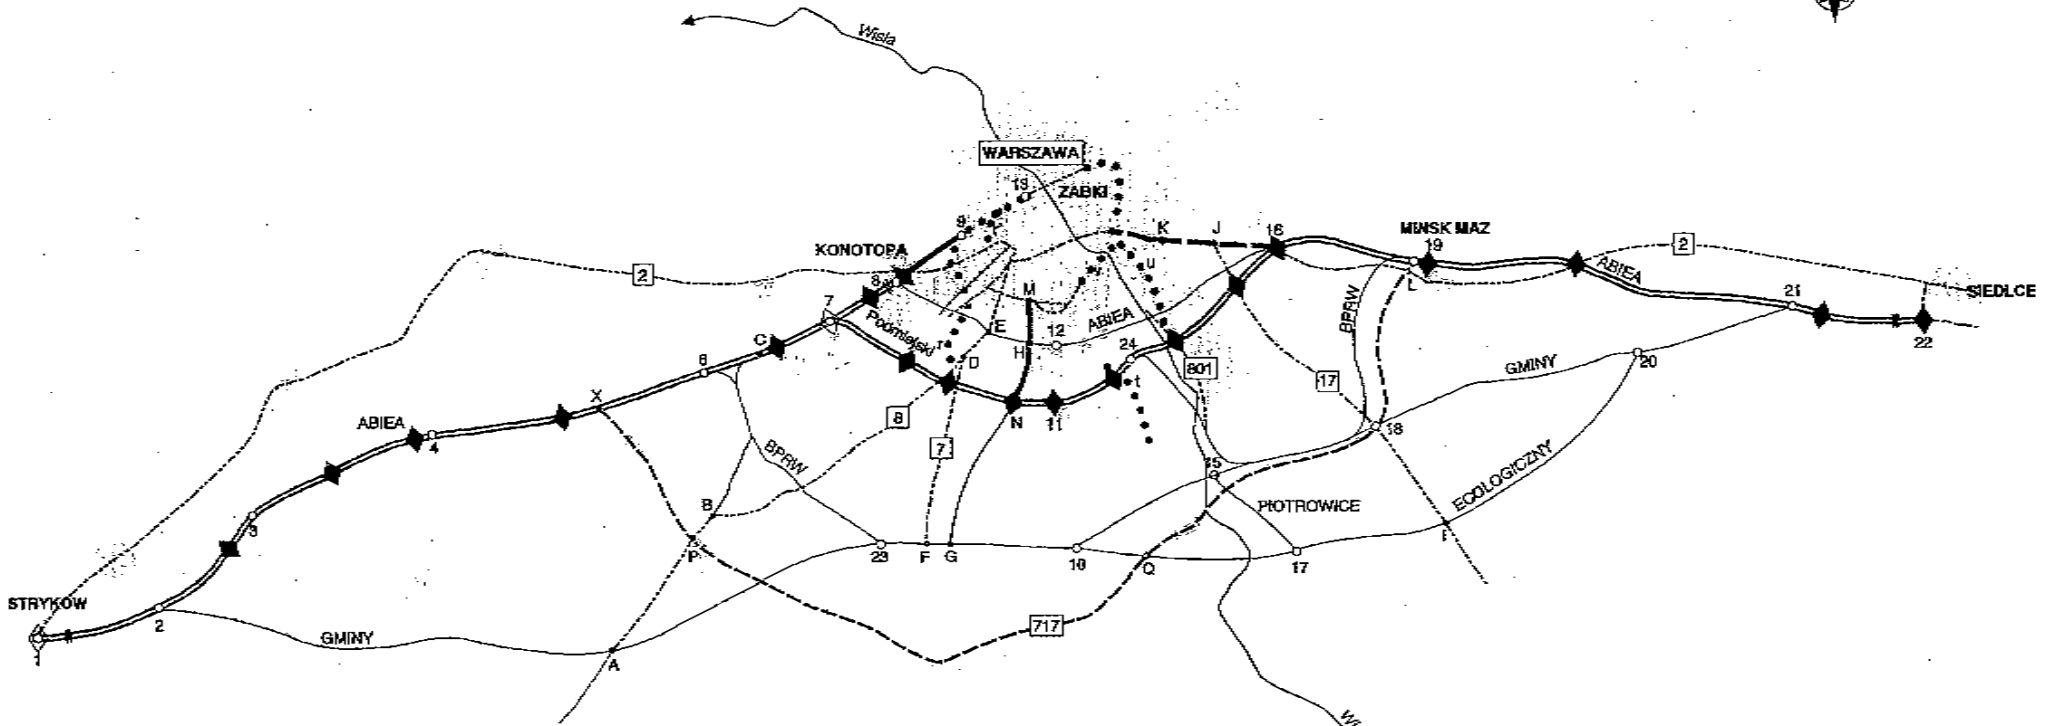 Wisła
WARSZAWA
13
ZABKI
9
K
J
16
MINSK MAZ
19
2
KONOTOPA
u
2
ABIEA
L
8
v
SIEDLCE
M
21
7
BPRW
Podmiejski
E
12
ABIEA
22
C
r
H
24
D
6
801
GMINY
20
17
X
t
8
ABIEA
4
N
11
18
7
BPRW
15
ECOLOGICZNY
B
PIOTROWICE
3
P
23
F
G
10
Q
17
I
STRYKOW
2
717
1
GMINY
A